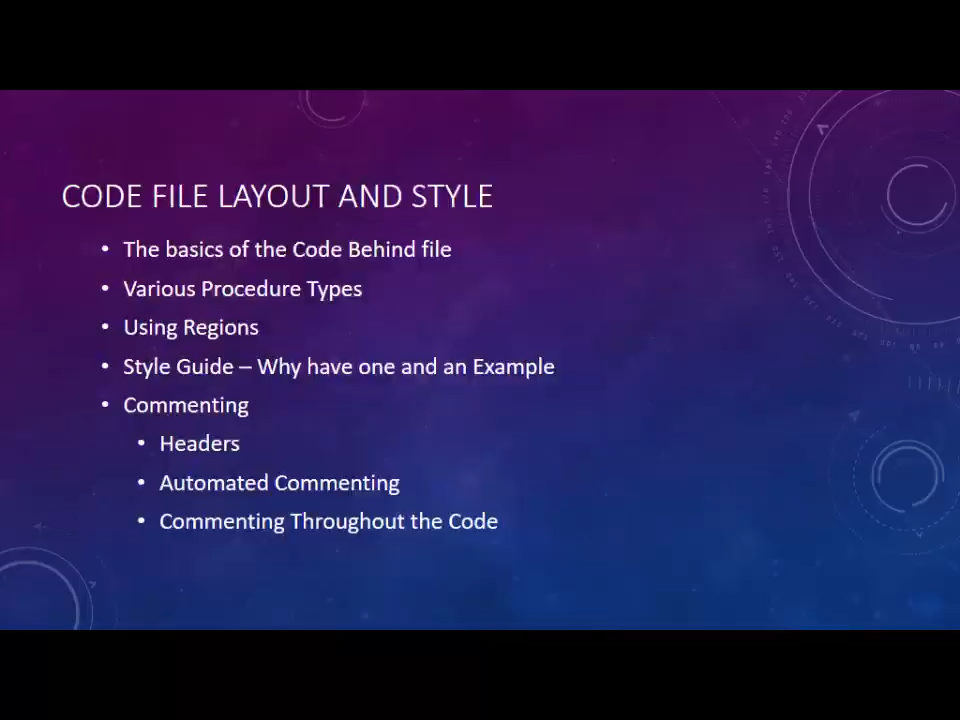 CODE FILE LAYOUT AND STYLE
• The basics of the Code Behind file
• Various Procedure Types
• Using Regions
• Style Guide – Why have one and an Example
• Commenting
• Headers
• Automated Commenting
• Commenting Throughout the Code